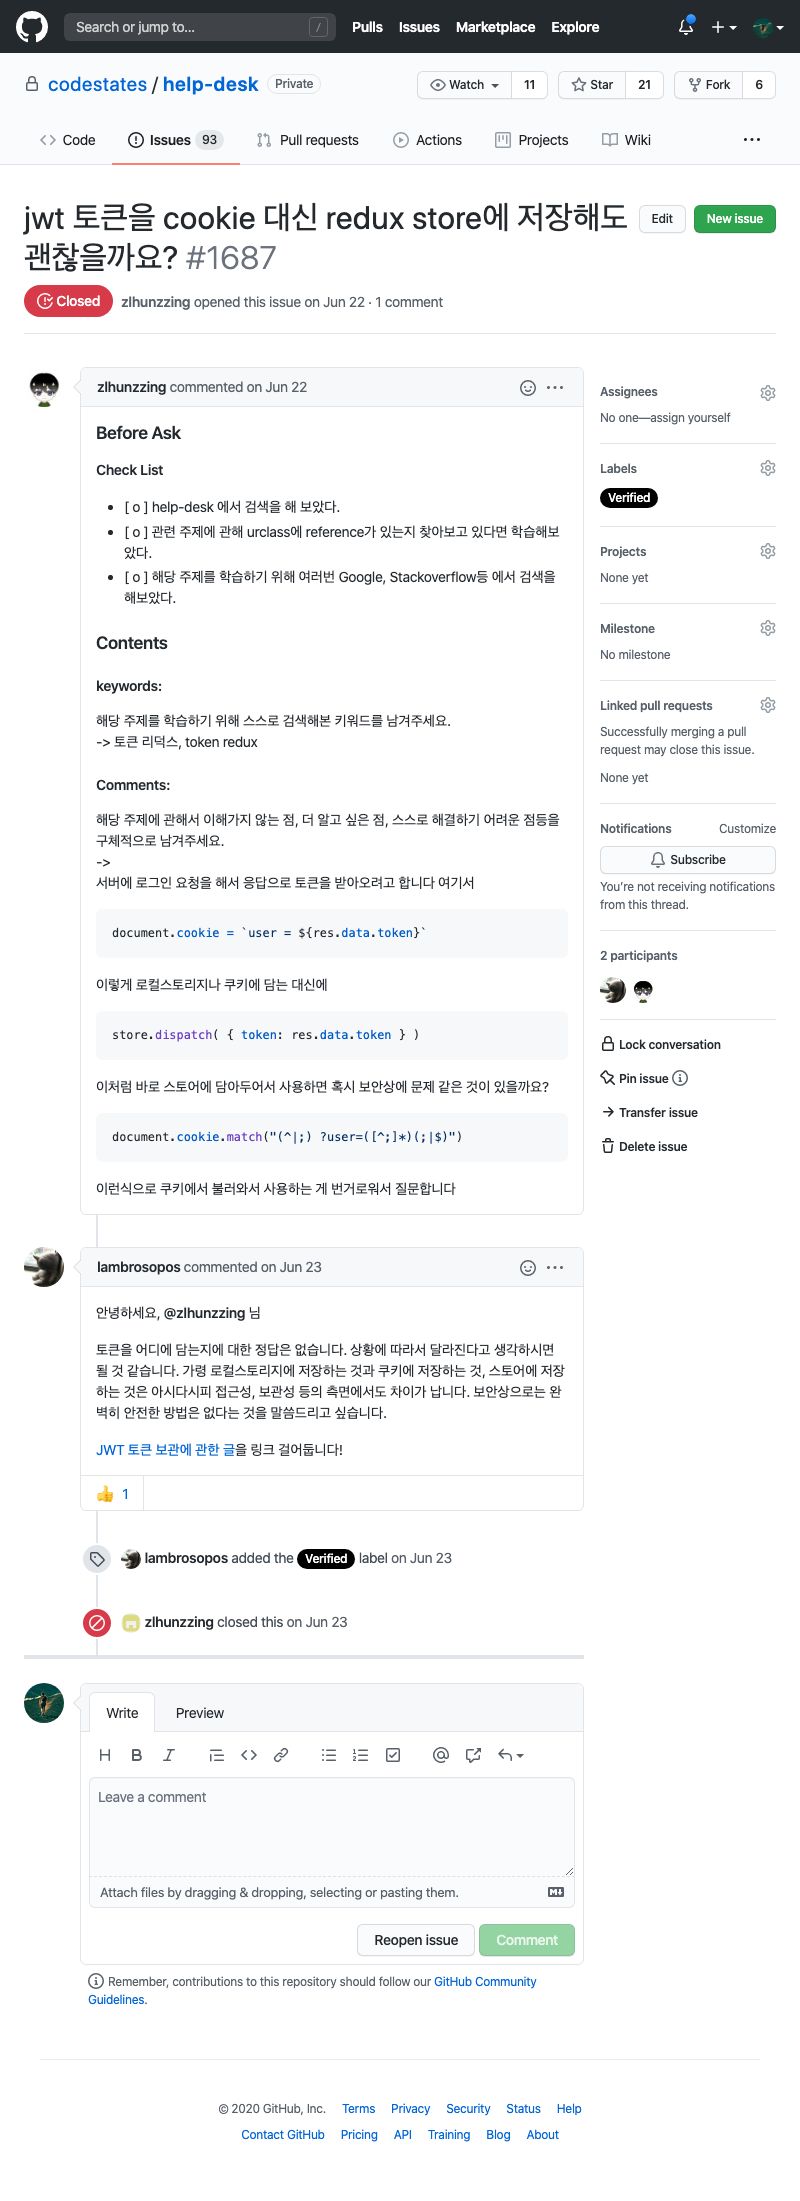 Search or jump to... /
Pulls Issues Marketplace Explore
codestates / help-desk Private
Watch 11 Star 21 Fork 6
Code Issues 93 Pull requests Actions Projects Wiki ...
jwt 토큰을 cookie 대신 redux store에 저장해도
괜찮을까요? #1687
Edit New issue
Closed zlhunzzing opened this issue on Jun 22 · 1 comment
zlhunzzing commented on Jun 22
Before Ask
Check List
• [ o ] help-desk 에서 검색을 해 보았다.
• [ o ] 관련 주제에 관해 urclass에 reference가 있는지 찾아보고 있다면 학습해보
았다.
• [ o ] 해당 주제를 학습하기 위해 여러번 Google, Stackoverflow등 에서 검색을
해보았다.
Contents
keywords:
해당 주제를 학습하기 위해 스스로 검색해본 키워드를 남겨주세요.
-> 토큰 리덕스, token redux
Comments:
해당 주제에 관해서 이해가지 않는 점, 더 알고 싶은 점, 스스로 해결하기 어려운 점등을
구체적으로 남겨주세요.
->
서버에 로그인 요청을 해서 응답으로 토큰을 받아오려고 합니다 여기서
document.cookie = `user = ${res.data.token}`
이렇게 로컬스토리지나 쿠키에 담는 대신에
store.dispatch( { token: res.data.token } )
이처럼 바로 스토어에 담아두어서 사용하면 혹시 보안상에 문제 같은 것이 있을까요?
document.cookie.match("(^|;) ?user=([^;]*)(;|$)")
이런식으로 쿠키에서 불러와서 사용하는 게 번거로워서 질문합니다
Assignees
No one—assign yourself
Labels
Verified
Projects
None yet
Milestone
No milestone
Linked pull requests
Successfully merging a pull
request may close this issue.
None yet
Notifications Customize
Subscribe
You're not receiving notifications
from this thread.
2 participants
Lock conversation
Pin issue
Transfer issue
Delete issue
lambrosopos commented on Jun 23
안녕하세요, @zlhunzzing 님
토큰을 어디에 담는지에 대한 정답은 없습니다. 상황에 따라서 달라진다고 생각하시면
될 것 같습니다. 가령 로컬스토리지에 저장하는 것과 쿠키에 저장하는 것, 스토어에 저장
하는 것은 아시다시피 접근성, 보관성 등의 측면에서도 차이가 납니다. 보안상으로는 완
벽히 안전한 방법은 없다는 것을 말씀드리고 싶습니다.
JWT 토큰 보관에 관한 글을 링크 걸어둡니다!
👍 1
lambrosopos added the Verified label on Jun 23
zlhunzzing closed this on Jun 23
Write Preview
Leave a comment
Attach files by dragging & dropping, selecting or pasting them.
Reopen issue Comment
Remember, contributions to this repository should follow our GitHub Community
Guidelines.
© 2020 GitHub, Inc. Terms Privacy Security Status Help
Contact GitHub Pricing API Training Blog About